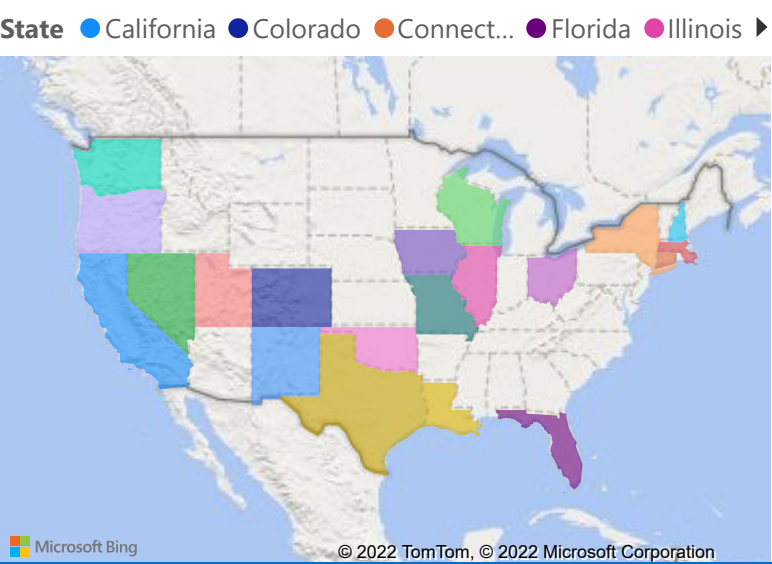 State California Colorado Connect... Florida Illinois
Microsoft Bing
© 2022 TomTom, © 2022 Microsoft Corporation